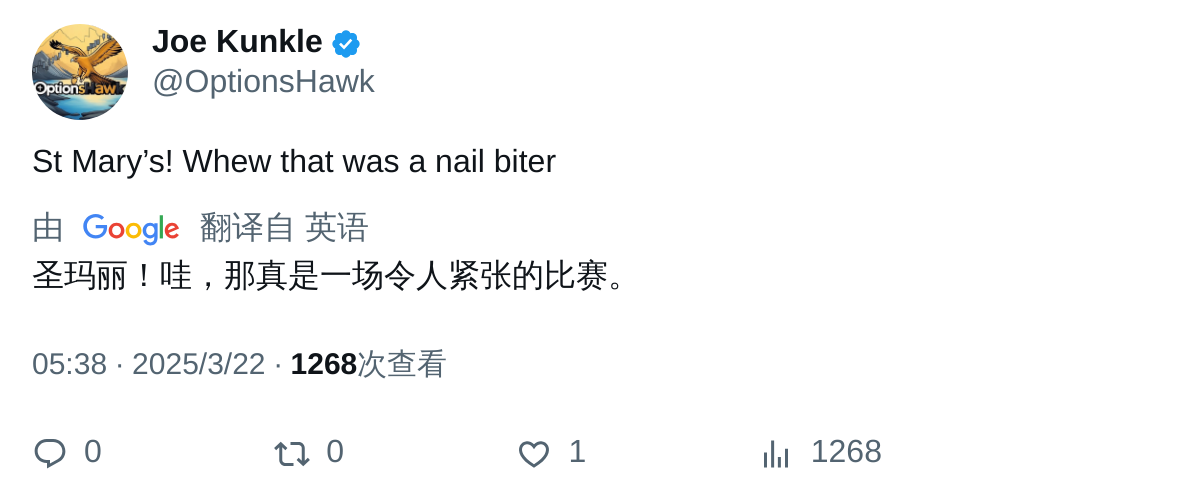 OptionsHawk
Joe Kunkle
@OptionsHawk
St Mary’s! Whew that was a nail biter
由 Google 翻译自 英语
圣玛丽！哇，那真是一场令人紧张的比赛。
05:38 · 2025/3/22 · 1268次查看
0 0 1 1268